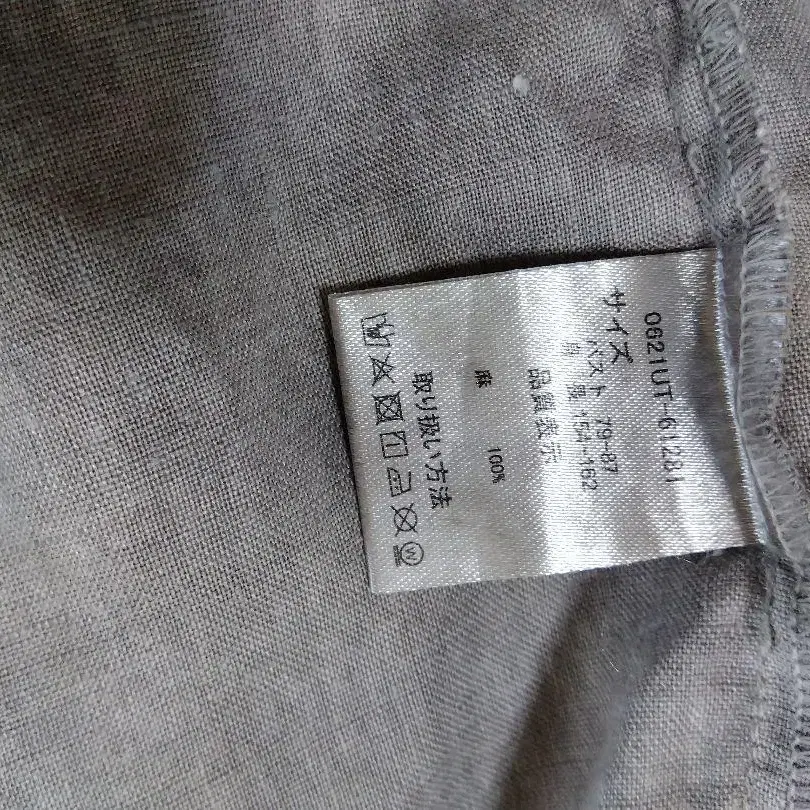 0621UT-61281
サイズ
バスト 79-87
身長 154-162
品質表示
麻 100%
取り扱い方法
W